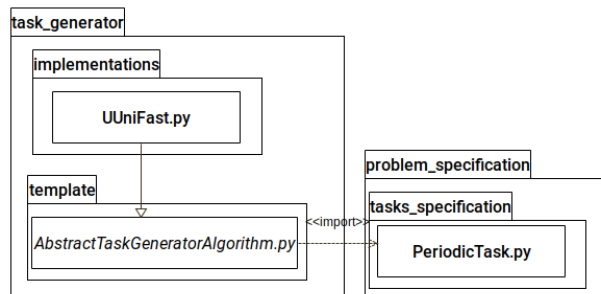 task_generator
implementations
UUniFast.py
problem_specification
template
tasks_specification
<<import>>
AbstractTaskGeneratorAlgorithm.py
PeriodicTask.py